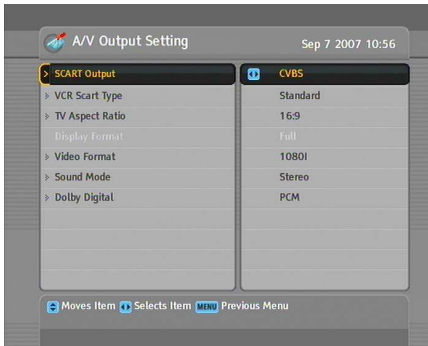 A/V Output Setting
Sep 7 2007 10:56
SCART Output CVBS
VCR Scart Type Standard
TV Aspect Ratio 16:9
Display Format Full
Video Format 1080I
Sound Mode Stereo
Dolby Digital PCM
Moves Item Selects Item MENU Previous Menu